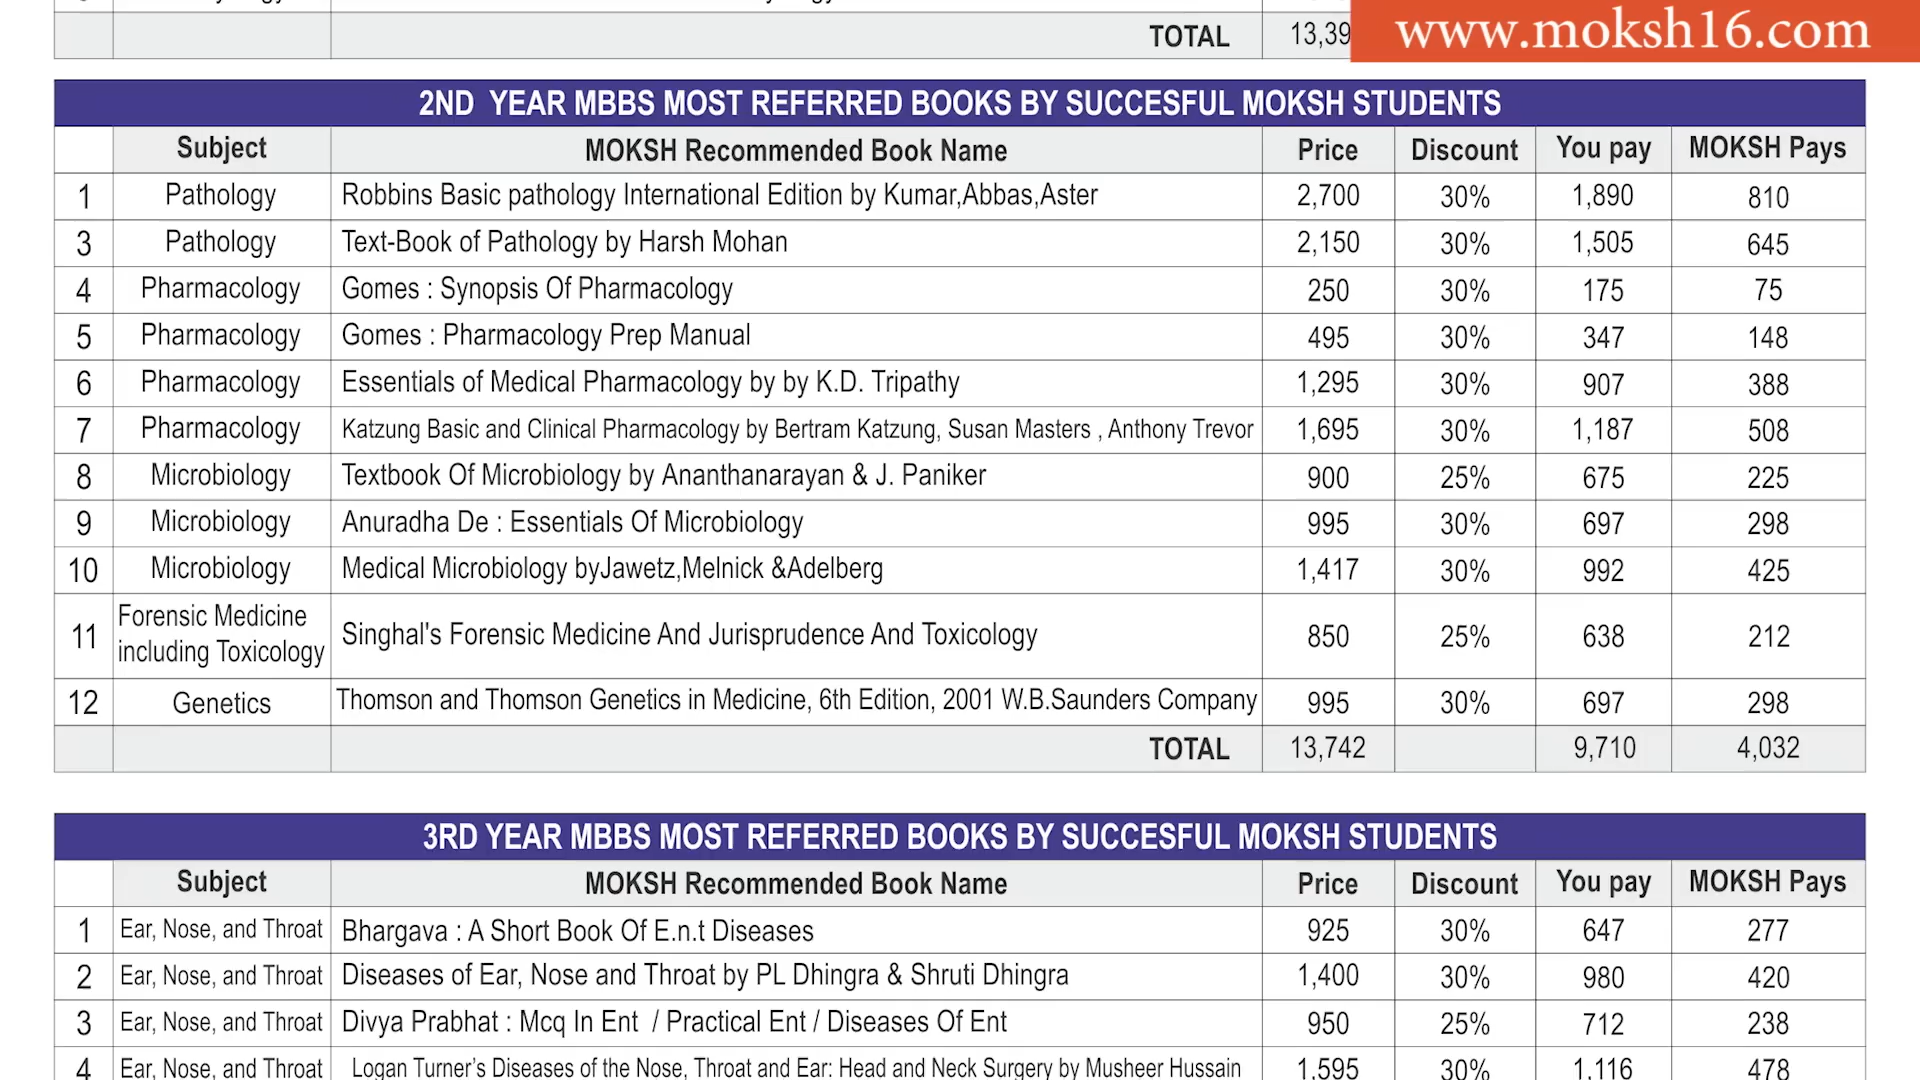 www.moksh16.com
TOTAL 13,39
2ND YEAR MBBS MOST REFERRED BOOKS BY SUCCESFUL MOKSH STUDENTS
Subject MOKSH Recommended Book Name Price Discount You pay MOKSH Pays
1 Pathology Robbins Basic pathology International Edition by Kumar,Abbas,Aster 2,700 30% 1,890 810
3 Pathology Text-Book of Pathology by Harsh Mohan 2,150 30% 1,505 645
4 Pharmacology Gomes : Synopsis Of Pharmacology 250 30% 175 75
5 Pharmacology Gomes : Pharmacology Prep Manual 495 30% 347 148
6 Pharmacology Essentials of Medical Pharmacology by by K.D. Tripathy 1,295 30% 907 388
7 Pharmacology Katzung Basic and Clinical Pharmacology by Bertram Katzung, Susan Masters , Anthony Trevor 1,695 30% 1,187 508
8 Microbiology Textbook Of Microbiology by Ananthanarayan & J. Paniker 900 25% 675 225
9 Microbiology Anuradha De : Essentials Of Microbiology 995 30% 697 298
10 Microbiology Medical Microbiology byJawetz,Melnick &Adelberg 1,417 30% 992 425
11 Forensic Medicine including Toxicology Singhal's Forensic Medicine And Jurisprudence And Toxicology 850 25% 638 212
12 Genetics Thomson and Thomson Genetics in Medicine, 6th Edition, 2001 W.B.Saunders Company 995 30% 697 298
TOTAL 13,742 9,710 4,032
3RD YEAR MBBS MOST REFERRED BOOKS BY SUCCESFUL MOKSH STUDENTS
Subject MOKSH Recommended Book Name Price Discount You pay MOKSH Pays
1 Ear, Nose, and Throat Bhargava : A Short Book Of E.n.t Diseases 925 30% 647 277
2 Ear, Nose, and Throat Diseases of Ear, Nose and Throat by PL Dhingra & Shruti Dhingra 1,400 30% 980 420
3 Ear, Nose, and Throat Divya Prabhat : Mcq In Ent / Practical Ent / Diseases Of Ent 950 25% 712 238
4 Ear, Nose, and Throat Logan Turner's Diseases of the Nose, Throat and Ear: Head and Neck Surgery by Musheer Hussain 1,595 30% 1,116 478